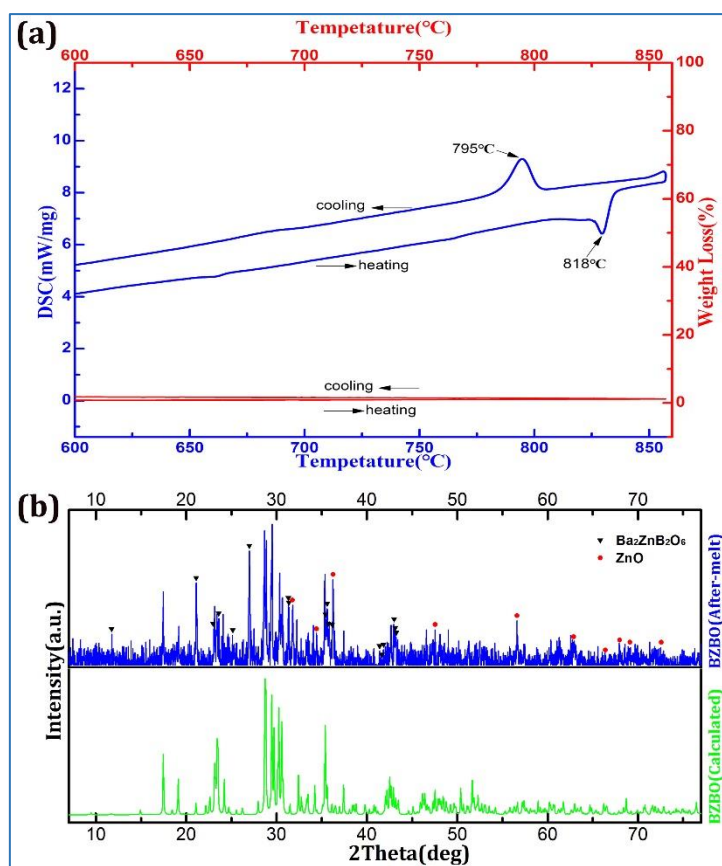 (a)
Tempetature(°C)
600 650 700 750 800 850
12
10
8
6
4
2
0
DSC(mW/mg)
100
80
60
40
20
0
Weight Loss(%)
795°C
cooling
heating
818°C
cooling
heating
600 650 700 750 800 850
Tempetature(°C)
(b)
10 20 30 40 50 60 70
Ba₂ZnB₂O₆
ZnO
Intensity(a.u.)
BZBO(After-melt)
BZBO(Calculated)
10 20 30 40 50 60 70
2Theta(deg)